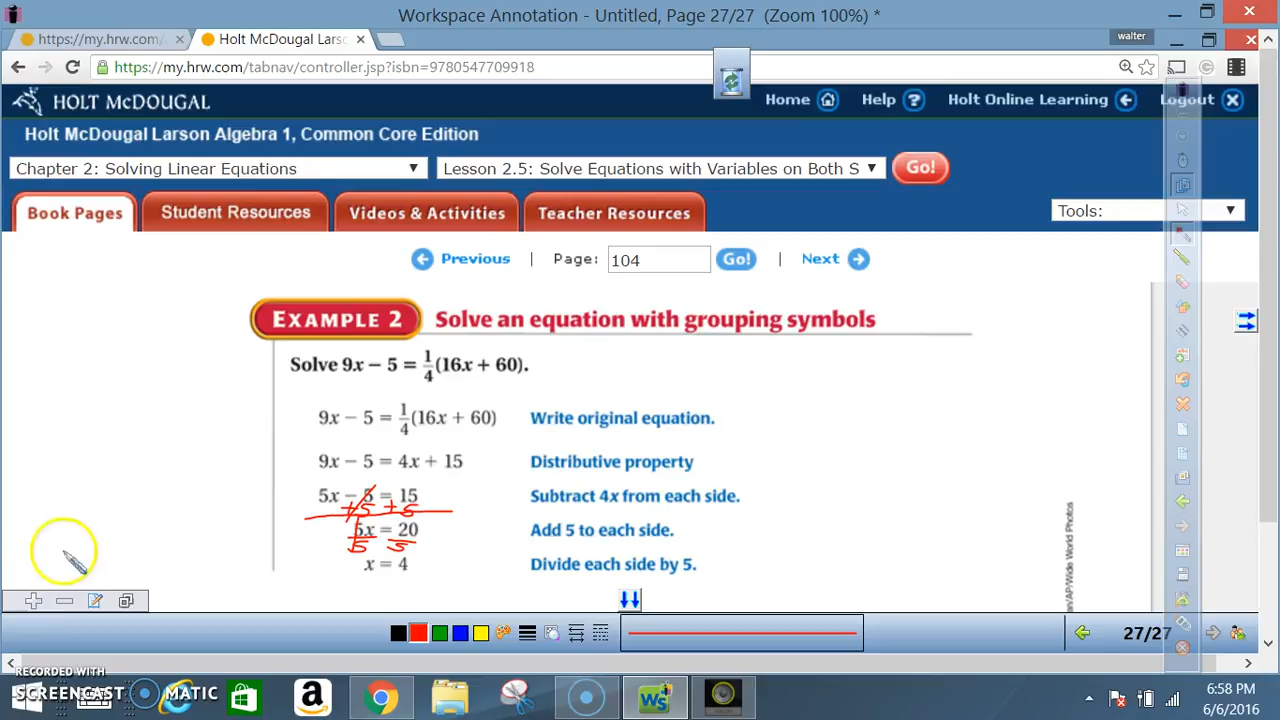 Workspace Annotation - Untitled, Page 27/27 (Zoom 100%) *
https://my.hrw.com/
Holt McDougal Lars
walter
https://my.hrw.com/tabnav/controller.jsp?isbn=9780547709918
HOLT MCDOUGAL
Home
Help ?
Holt Online Learning
Logout
Holt McDougal Larson Algebra 1, Common Core Edition
Chapter 2: Solving Linear Equations
Lesson 2.5: Solve Equations with Variables on Both S
Go!
Book Pages
Student Resources
Videos & Activities
Teacher Resources
Tools:
Previous | Page: 104 Go! | Next
EXAMPLE 2 Solve an equation with grouping symbols
Solve 9x − 5 = 1/4(16x + 60).
9x − 5 = 1/4(16x + 60) Write original equation.
9x − 5 = 4x + 15 Distributive property
5x − 5 = 15 Subtract 4x from each side.
+5 +5
5x = 20 Add 5 to each side.
5 5
x = 4 Divide each side by 5.
an/AP/Wide World Photos
27/27
RECORDED WITH
SCREENCAST MATIC
WS
6:58 PM
6/6/2016